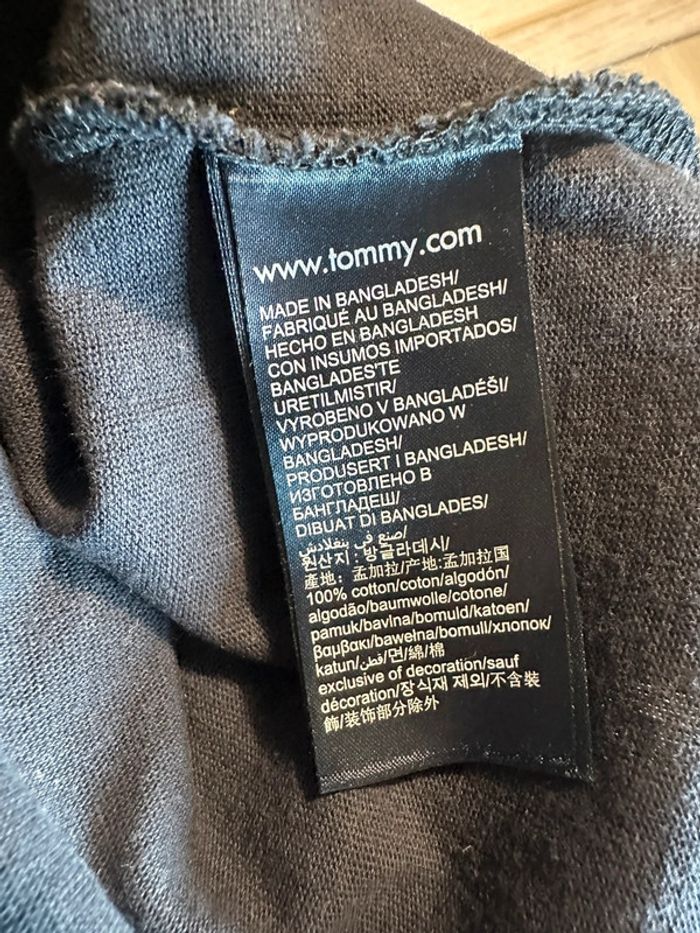 www.tommy.com
MADE IN BANGLADESH/
FABRIQUÉ AU BANGLADESH/
HECHO EN BANGLADESH
CON INSUMOS IMPORTADOS/
BANGLADES'TE
URETILMISTIR/
VYROBENO V BANGLADÉŠI/
WYPRODUKOWANO W
BANGLADESH/
PRODUSERT I BANGLADESH/
ИЗГОТОВЛЕНО В
БАНГЛАДЕШ/
DIBUAT DI BANGLADES/
صنع في بنغلادش/
원산지 : 방글라데시/
產地: 孟加拉/产地:孟加拉国
100% cotton/coton/algodón/
algodão/baumwolle/cotone/
pamuk/bavlna/bomuld/katoen/
βαμβακι/bawełna/bomull/хлопок/
katun/قطن/면/綿/棉
exclusive of decoration/sauf
décoration/장식재 제외/不含裝
飾/装饰部分除外